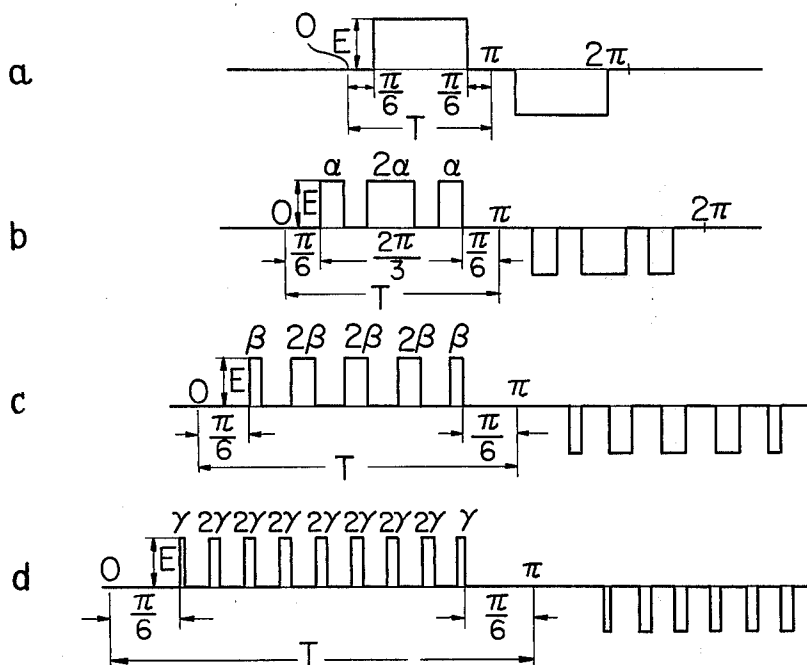 a
O E π 2π
π/6 π/6
T
b
α 2α α
O E π 2π
π/6 2π/3 π/6
T
c
β 2β 2β 2β β
O E π
π/6 π/6
T
d
γ 2γ 2γ 2γ 2γ 2γ 2γ 2γ γ
O E π
π/6 π/6
T